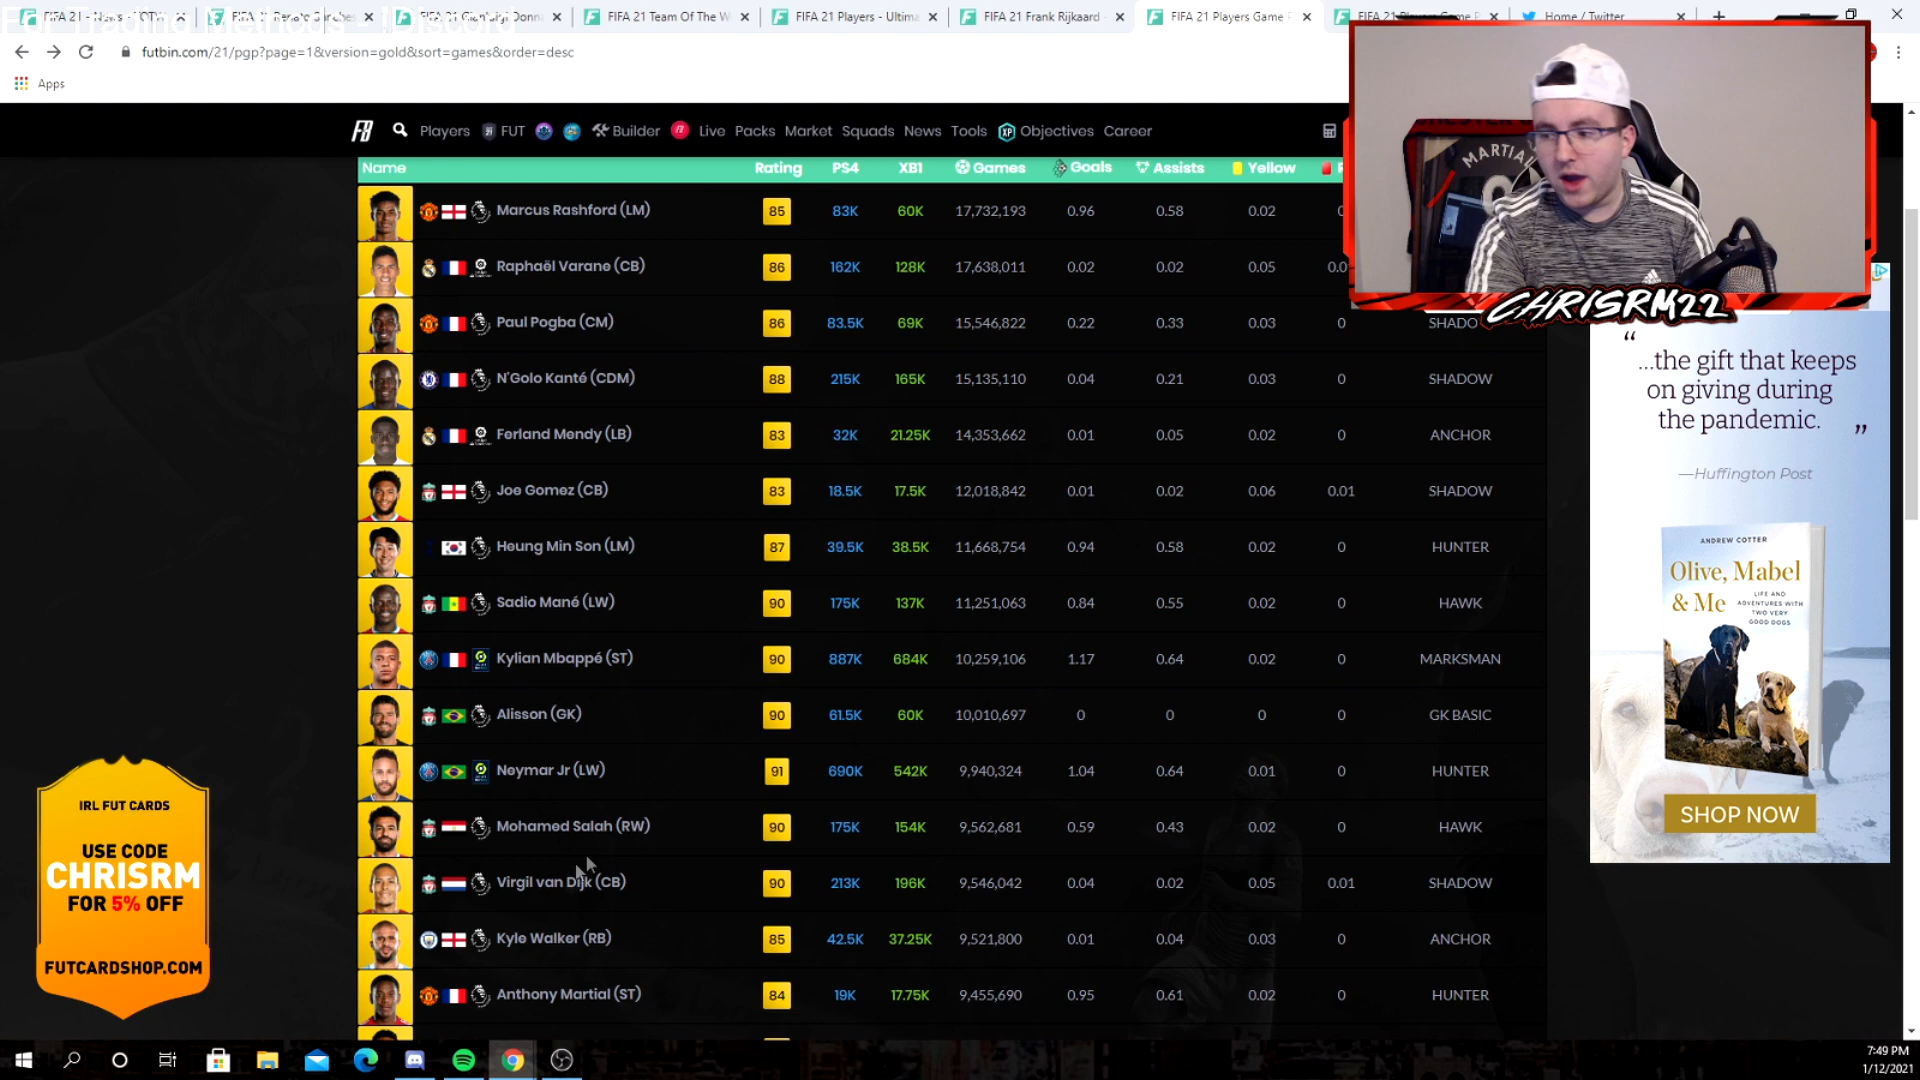 For Trading Methods - !Discord
FIFA 21 Team Of The W
FIFA 21 Players - Ultima
FIFA 21 Frank Rijkaard -
FIFA 21 Players Game P
FIFA 21 Players Game P
Home / Twitter
futbin.com/21/pgp?page=1&version=gold&sort=games&order=desc
Apps
Players FUT Builder Live Packs Market Squads News Tools XP Objectives Career
Name Rating PS4 XB1 Games Goals Assists Yellow R
Marcus Rashford (LM) 85 83K 60K 17,732,193 0.96 0.58 0.02
Raphaël Varane (CB) 86 162K 128K 17,638,011 0.02 0.02 0.05 0.0
Paul Pogba (CM) 86 83.5K 69K 15,546,822 0.22 0.33 0.03 0 SHADO
N'Golo Kanté (CDM) 88 215K 165K 15,135,110 0.04 0.21 0.03 0 SHADOW
Ferland Mendy (LB) 83 32K 21.25K 14,353,662 0.01 0.05 0.02 0 ANCHOR
Joe Gomez (CB) 83 18.5K 17.5K 12,018,842 0.01 0.02 0.06 0.01 SHADOW
Heung Min Son (LM) 87 39.5K 38.5K 11,668,754 0.94 0.58 0.02 0 HUNTER
Sadio Mané (LW) 90 175K 137K 11,251,063 0.84 0.55 0.02 0 HAWK
Kylian Mbappé (ST) 90 887K 684K 10,259,106 1.17 0.64 0.02 0 MARKSMAN
Alisson (GK) 90 61.5K 60K 10,010,697 0 0 0 0 GK BASIC
Neymar Jr (LW) 91 690K 542K 9,940,324 1.04 0.64 0.01 0 HUNTER
Mohamed Salah (RW) 90 175K 154K 9,562,681 0.59 0.43 0.02 0 HAWK
Virgil van Dijk (CB) 90 213K 196K 9,546,042 0.04 0.02 0.05 0.01 SHADOW
Kyle Walker (RB) 85 42.5K 37.25K 9,521,800 0.01 0.04 0.03 0 ANCHOR
Anthony Martial (ST) 84 19K 17.75K 9,455,690 0.95 0.61 0.02 0 HUNTER
MARTIAL
CHRISRM22
“
...the gift that keeps
on giving during
the pandemic.
”
—Huffington Post
ANDREW COTTER
Olive, Mabel
& Me
LIFE AND
ADVENTURES WITH
TWO VERY
GOOD DOGS
SHOP NOW
IRL FUT CARDS
USE CODE
CHRISRM
FOR 5% OFF
FUTCARDSHOP.COM
7:49 PM
1/12/2021